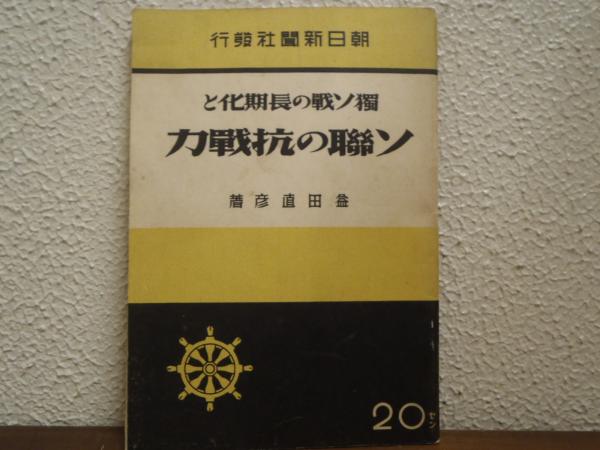 朝日新聞社發行
獨ソ戰の長期化と
ソ聯の抗戰力
益田直彦著
20セン